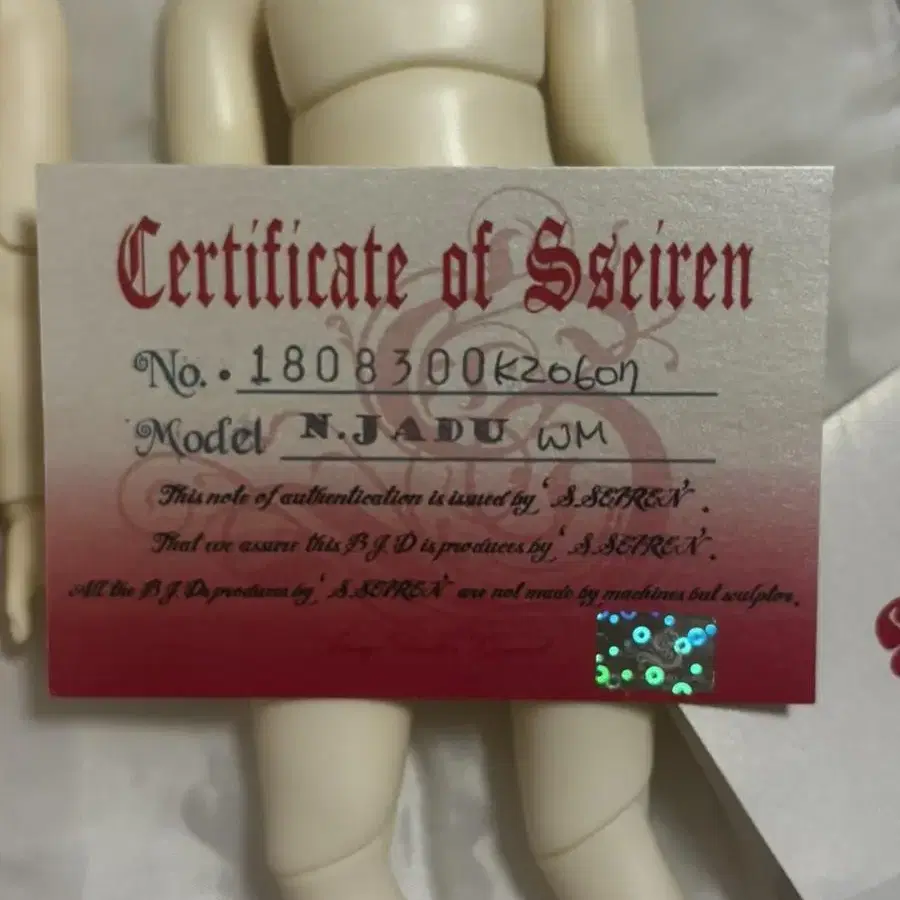 Certificate of Sseiren
No. • 1808300K2060n
Model N.JADU WM
This note of authentication is issued by 'S.SEIREN'.
That we assure this B.J.D is produces by 'S.SEIREN'.
All the B.J.Ds produces by 'S.SEIREN' are not made by machines but sculptor.